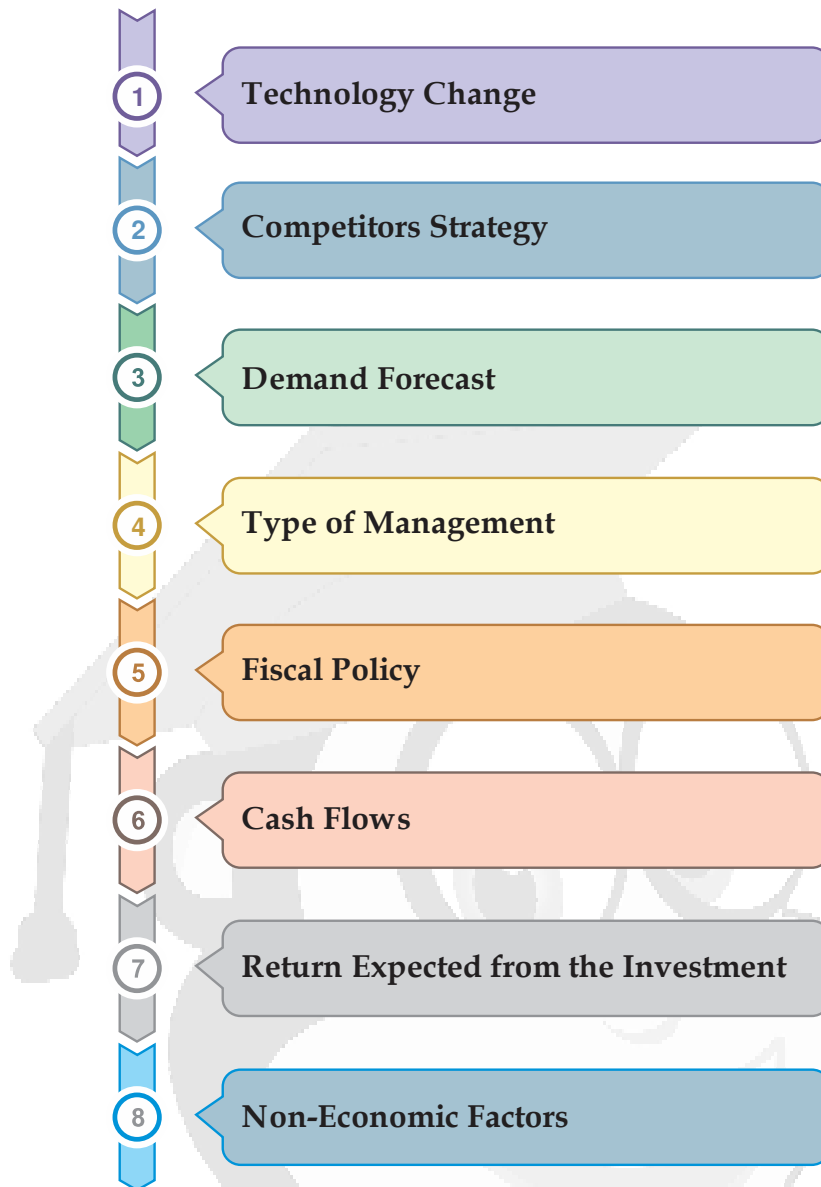 1 Technology Change
2 Competitors Strategy
3 Demand Forecast
4 Type of Management
5 Fiscal Policy
6 Cash Flows
7 Return Expected from the Investment
8 Non-Economic Factors